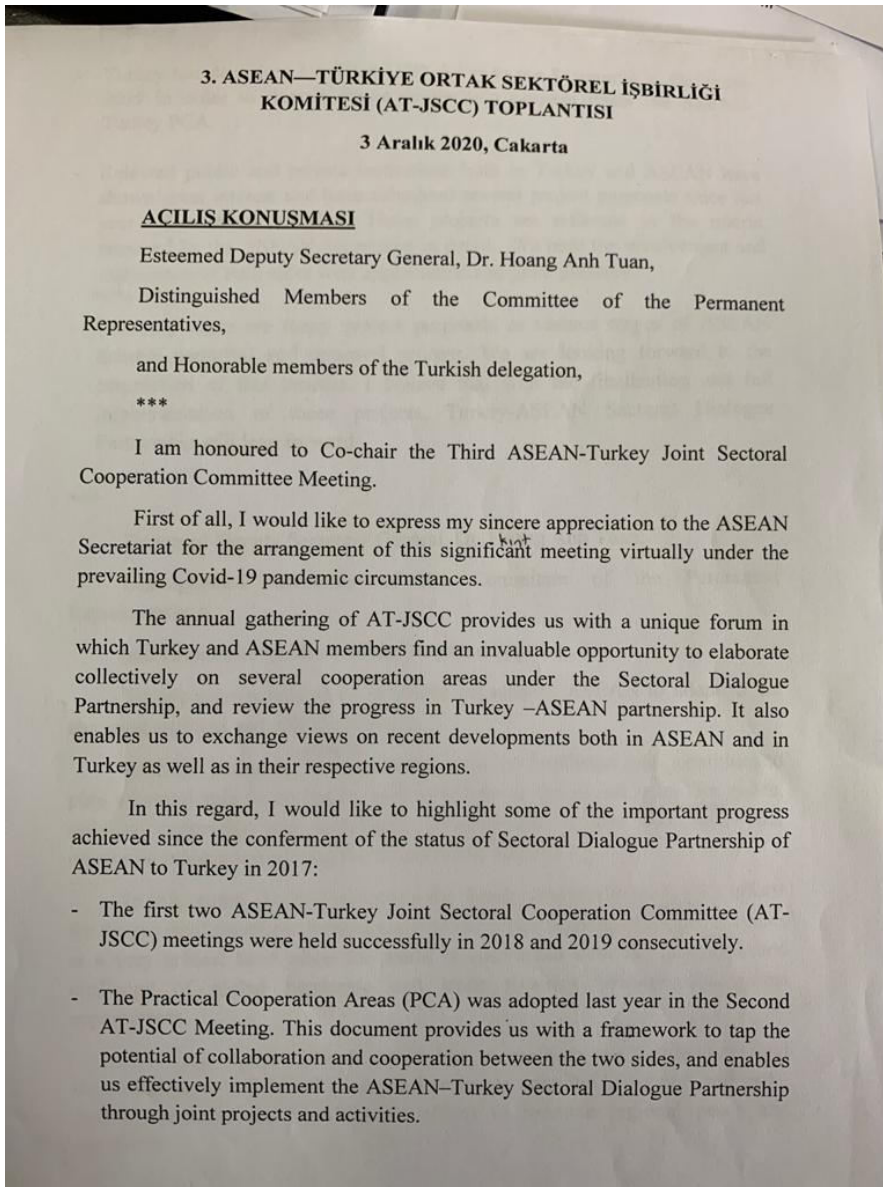 3. ASEAN—TÜRKİYE ORTAK SEKTÖREL İŞBİRLİĞİ
KOMİTESİ (AT-JSCC) TOPLANTISI
3 Aralık 2020, Cakarta
AÇILIŞ KONUŞMASI
Esteemed Deputy Secretary General, Dr. Hoang Anh Tuan,
Distinguished Members of the Committee of the Permanent
Representatives,
and Honorable members of the Turkish delegation,
***
I am honoured to Co-chair the Third ASEAN-Turkey Joint Sectoral
Cooperation Committee Meeting.
First of all, I would like to express my sincere appreciation to the ASEAN
Secretariat for the arrangement of this significant meeting virtually under the
prevailing Covid-19 pandemic circumstances.
The annual gathering of AT-JSCC provides us with a unique forum in
which Turkey and ASEAN members find an invaluable opportunity to elaborate
collectively on several cooperation areas under the Sectoral Dialogue
Partnership, and review the progress in Turkey –ASEAN partnership. It also
enables us to exchange views on recent developments both in ASEAN and in
Turkey as well as in their respective regions.
In this regard, I would like to highlight some of the important progress
achieved since the conferment of the status of Sectoral Dialogue Partnership of
ASEAN to Turkey in 2017:
- The first two ASEAN-Turkey Joint Sectoral Cooperation Committee (AT-
JSCC) meetings were held successfully in 2018 and 2019 consecutively.
- The Practical Cooperation Areas (PCA) was adopted last year in the Second
AT-JSCC Meeting. This document provides us with a framework to tap the
potential of collaboration and cooperation between the two sides, and enables
us effectively implement the ASEAN–Turkey Sectoral Dialogue Partnership
through joint projects and activities.